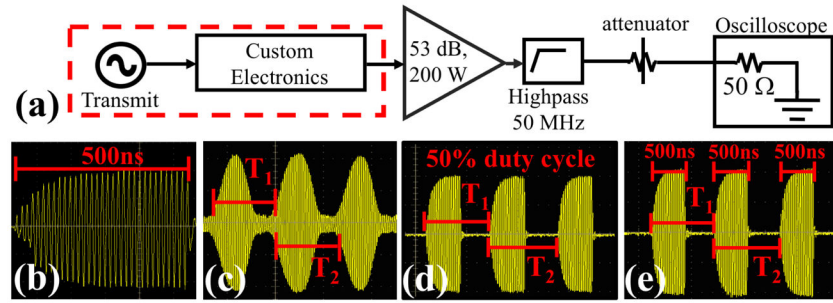 attenuator
Oscilloscope
Custom
Electronics
53 dB,
200 W
50 Ω
Transmit
Highpass
50 MHz
(a)
500ns
T1
T2
50% duty cycle
T1
T2
500ns 500ns 500ns
T1
T2
(b) (c) (d) (e)